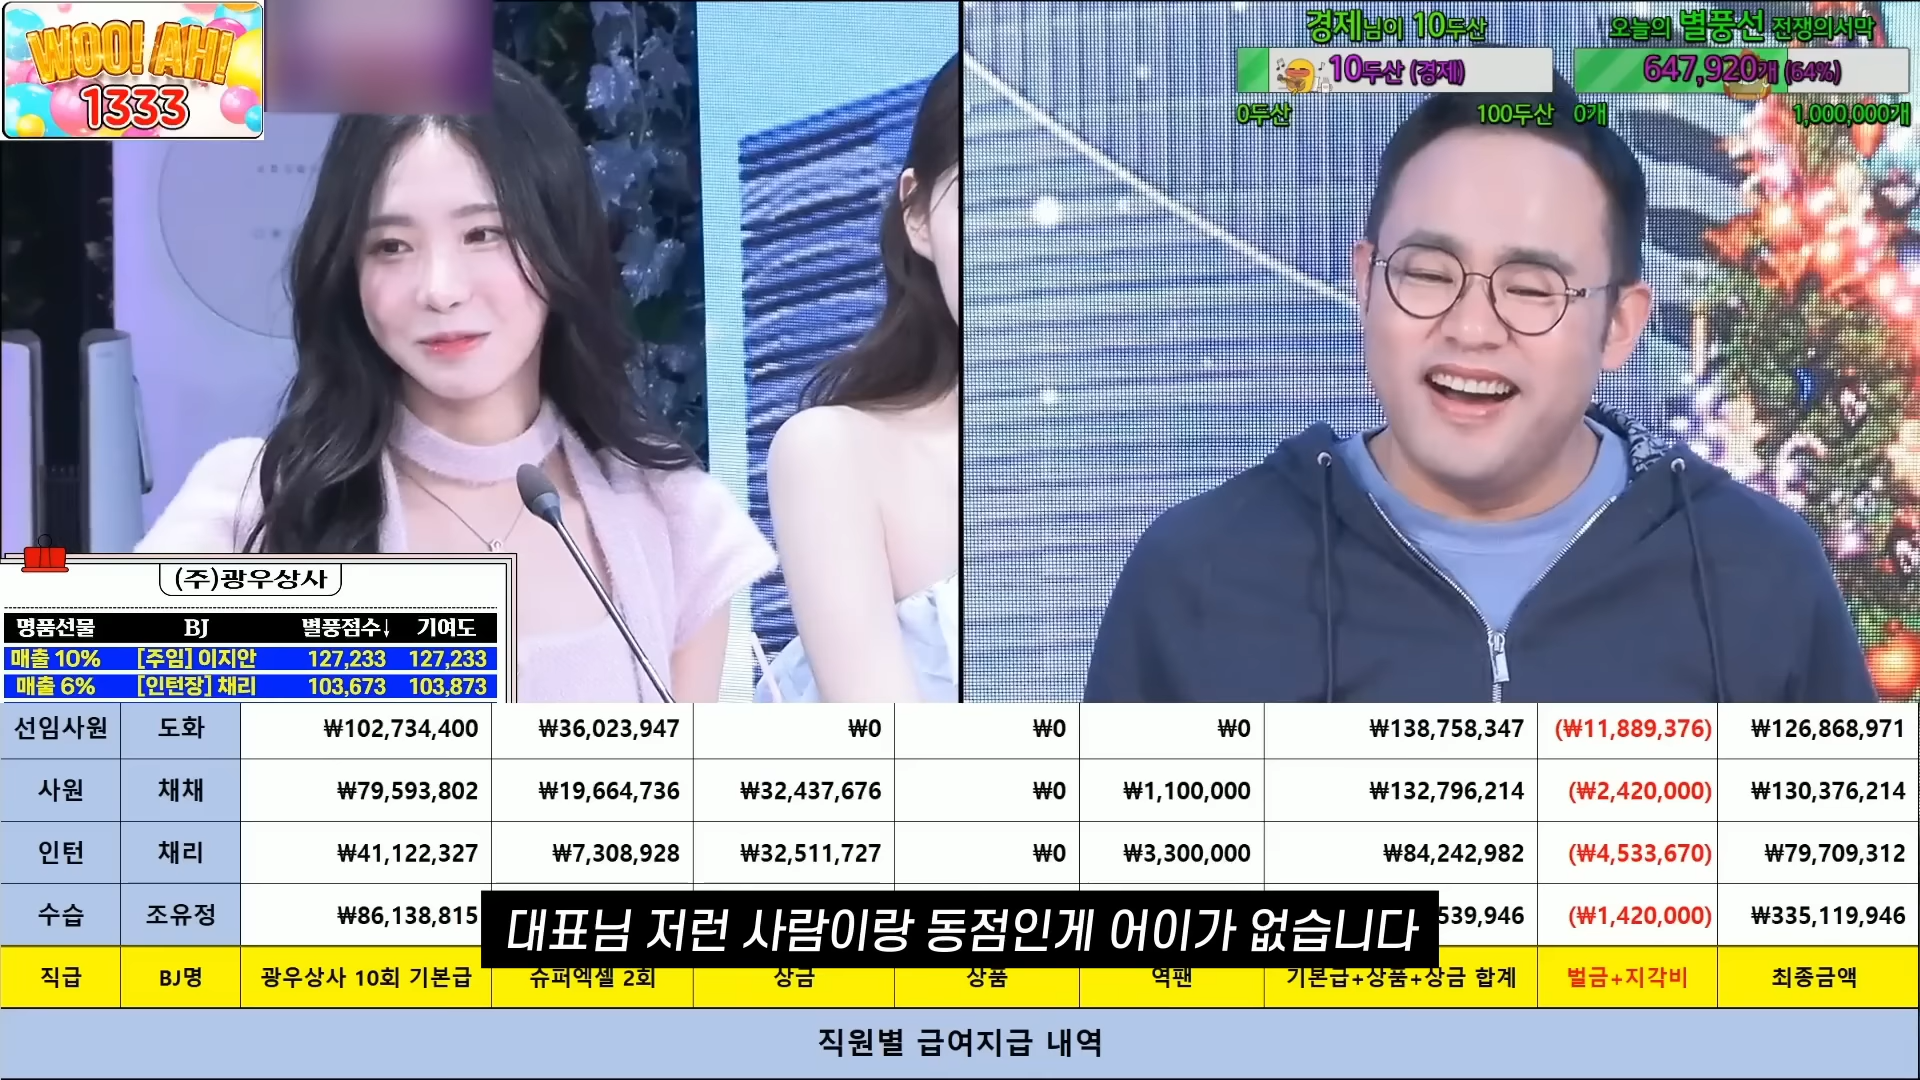 WOO! AH!
1333
경제님이 10두산
10두산 (경제)
0두산 100두산
오늘의 별풍선 전쟁의서막
647,920개 (64%)
0개 1,000,000개
(주)광우상사
명품선물 BJ 별풍점수↓ 기여도
매출 10% [주임] 이지안 127,233 127,233
매출 6% [인턴장] 채리 103,673 103,873
선임사원 도화 ₩102,734,400 ₩36,023,947 ₩0 ₩0 ₩0 ₩138,758,347 (₩11,889,376) ₩126,868,971
사원 채채 ₩79,593,802 ₩19,664,736 ₩32,437,676 ₩0 ₩1,100,000 ₩132,796,214 (₩2,420,000) ₩130,376,214
인턴 채리 ₩41,122,327 ₩7,308,928 ₩32,511,727 ₩0 ₩3,300,000 ₩84,242,982 (₩4,533,670) ₩79,709,312
수습 조유정 ₩86,138,815 539,946 (₩1,420,000) ₩335,119,946
대표님 저런 사람이랑 동점인게 어이가 없습니다
직급 BJ명 광우상사 10회 기본급 슈퍼엑셀 2회 상금 상품 역팬 기본급+상품+상금 합계 벌금+지각비 최종금액
직원별 급여지급 내역